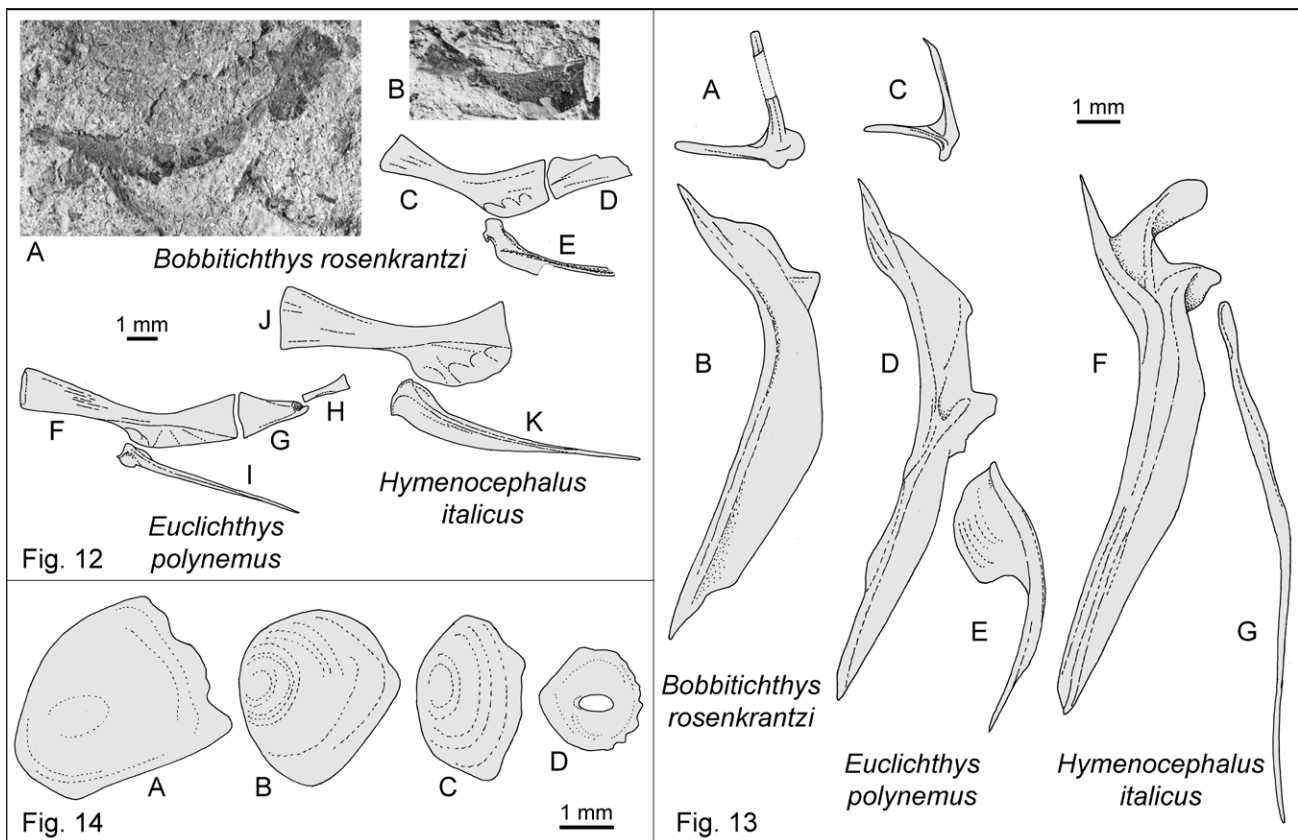 A
B
C
D
E
Bobbitichthys rosenkrantzi
1 mm
J
F
G
H
I
K
Hymenocephalus
italicus
Euclichthys
polynemus
Fig. 12
A
B
C
D
1 mm
Fig. 14
A
C
1 mm
B
D
F
E
G
Bobbitichthys
rosenkrantzi
Euclichthys
polynemus
Hymenocephalus
italicus
Fig. 13